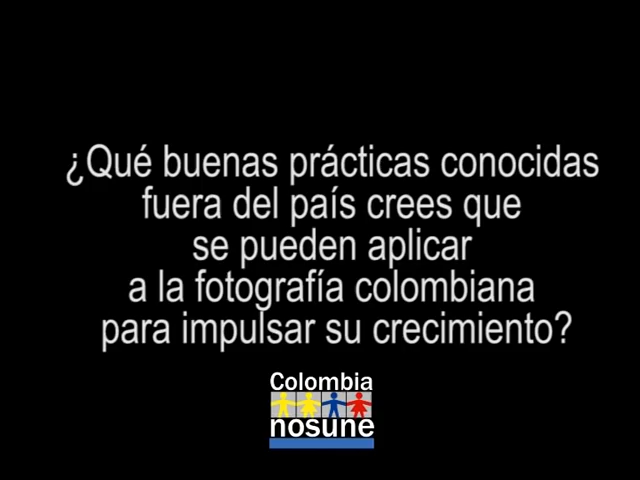 ¿Qué buenas prácticas conocidas
fuera del país crees que
se pueden aplicar
a la fotografía colombiana
para impulsar su crecimiento?
Colombia
nosune